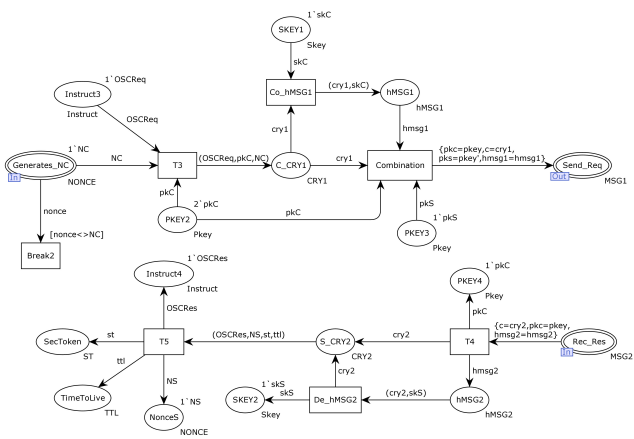 1`skC
SKEY1
Skey
skC
1`OSCReq
Instruct3
Instruct
OSCReq
Co_hMSG1
(cry1,skC)
hMSG1
hMSG1
cry1
hmsg1
1`NC
Generates_NC
In
NONCE
NC
T3
(OSCReq,pkC,NC)
C_CRY1
CRY1
cry1
Combination
{pkc=pkey,c=cry1,
pks=pkey',hmsg1=hmsg1}
Send_Req
Out
MSG1
nonce
pkC
2`pkC
PKEY2
Pkey
pkC
pkS
1`pkS
PKEY3
Pkey
[nonce<>NC]
Break2
1`OSCRes
Instruct4
Instruct
OSCRes
1`pkC
PKEY4
Pkey
pkC
SecToken
ST
st
T5
(OSCRes,NS,st,ttl)
S_CRY2
CRY2
cry2
T4
{c=cry2,pkc=pkey,
hmsg2=hmsg2}
Rec_Res
In
MSG2
ttl
NS
cry2
hmsg2
TimeToLive
TTL
1`NS
NonceS
NONCE
1`skS
SKEY2
Skey
skS
De_hMSG2
(cry2,skS)
hMSG2
hMSG2